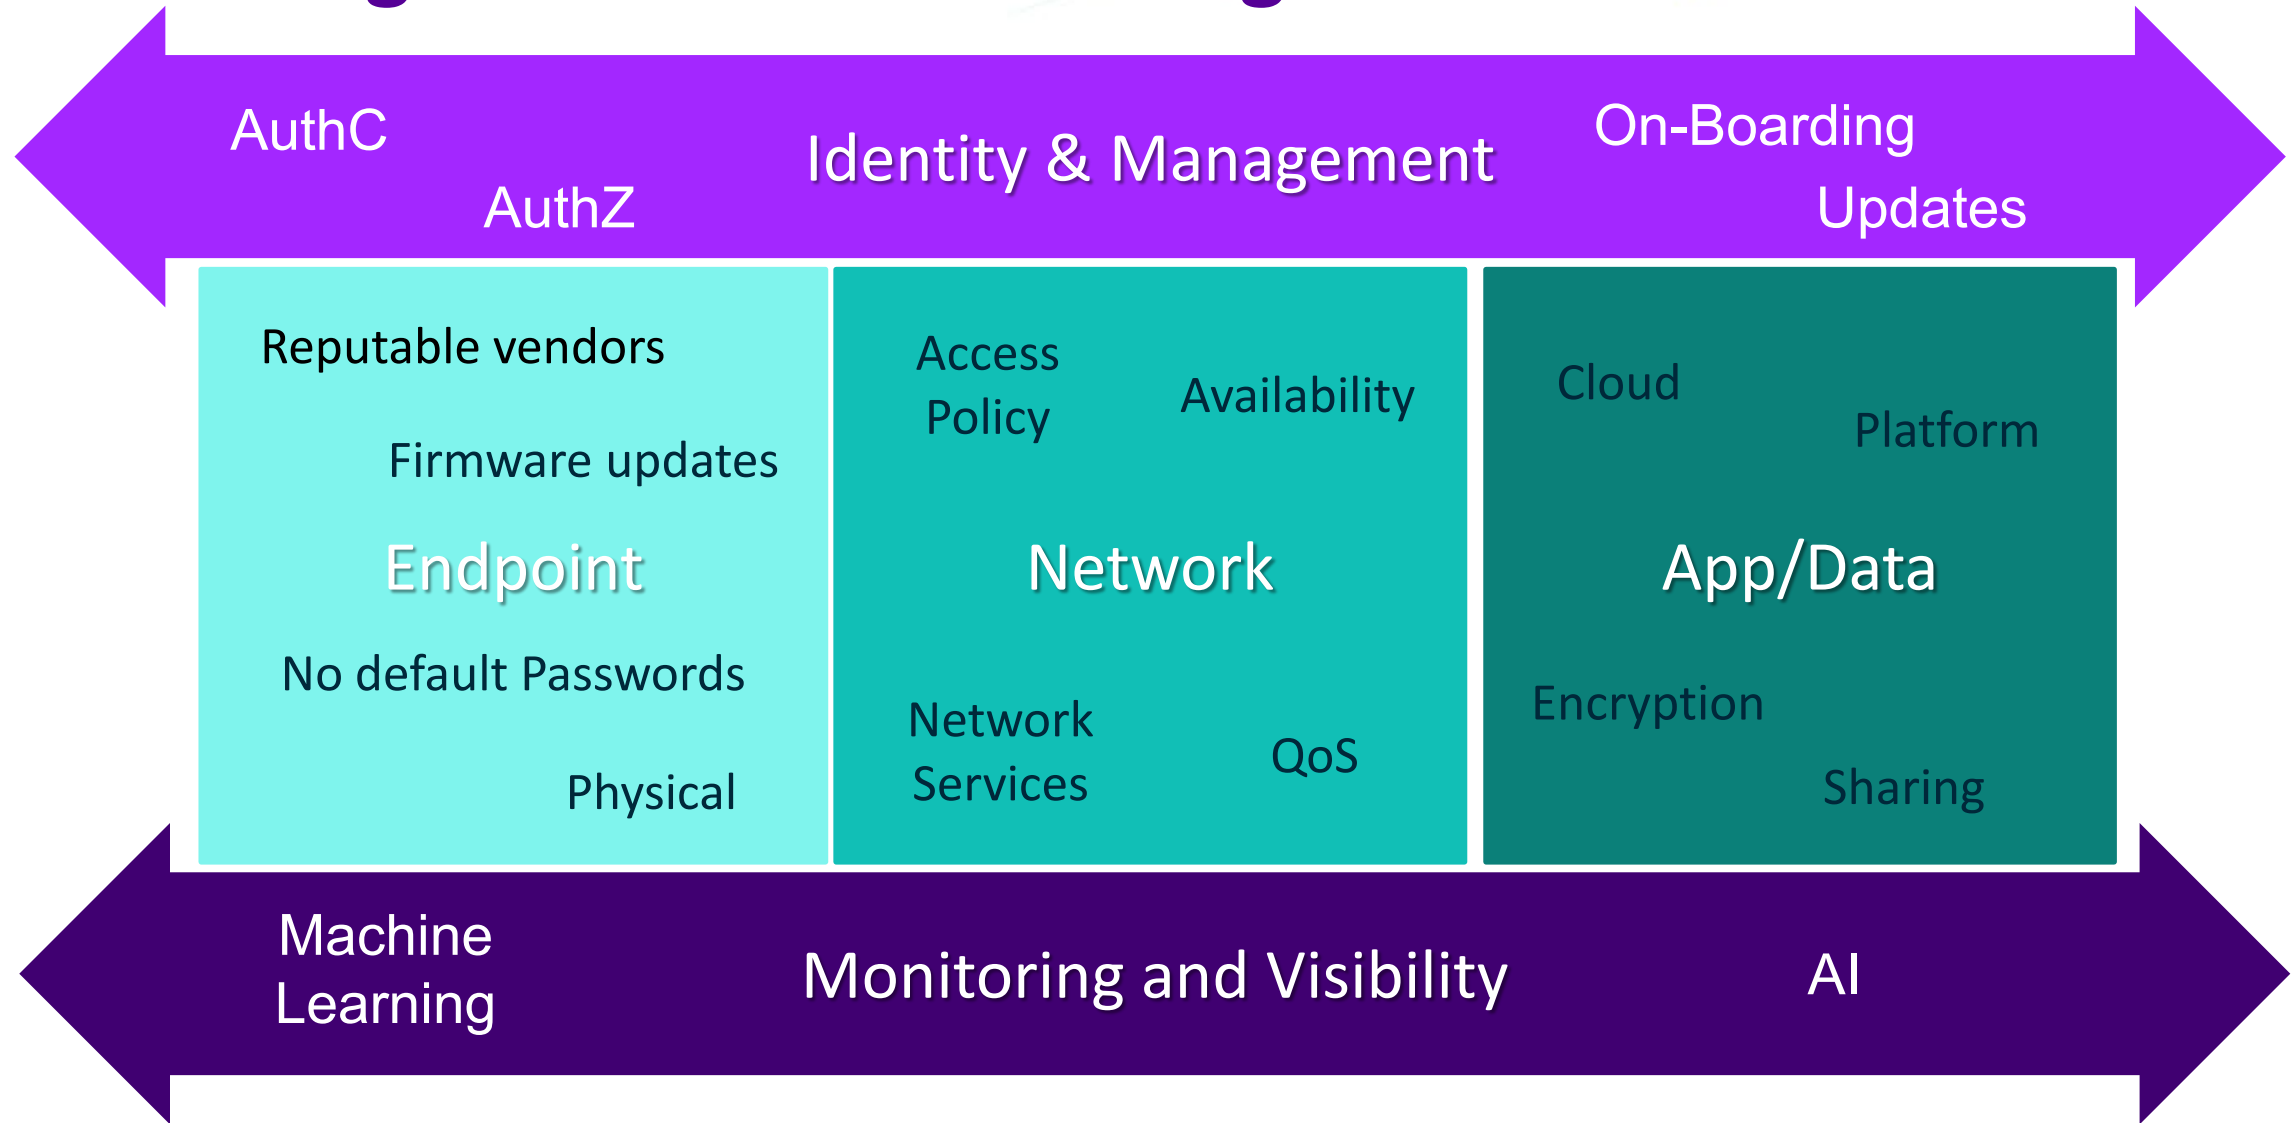 AuthC
AuthZ
Identity & Management
On-Boarding
Updates
Reputable vendors
Firmware updates
Endpoint
No default Passwords
Physical
Access
Policy
Availability
Network
Network
Services
QoS
Cloud
Platform
App/Data
Encryption
Sharing
Machine
Learning
Monitoring and Visibility
AI